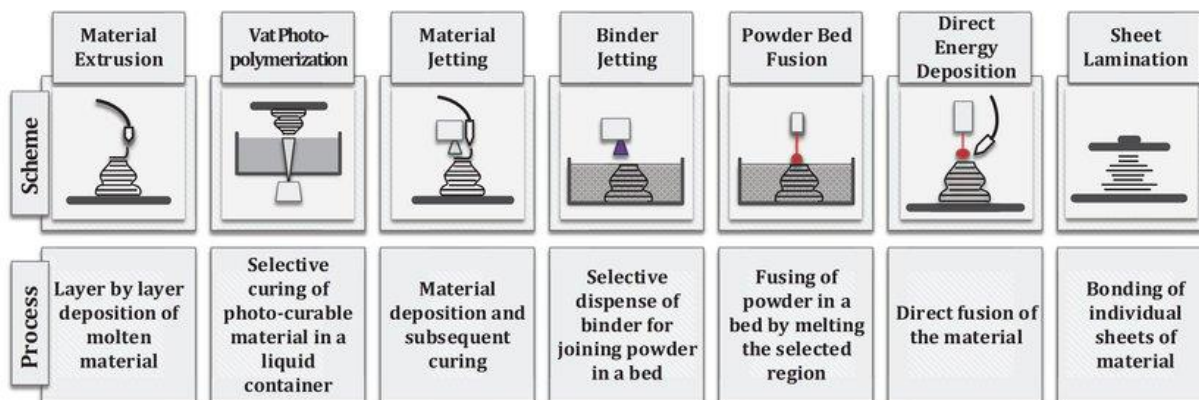 Material
Extrusion
Vat Photo-
polymerization
Material
Jetting
Binder
Jetting
Powder Bed
Fusion
Direct
Energy
Deposition
Sheet
Lamination
Scheme
Process
Layer by layer
deposition of
molten
material
Selective
curing of
photo-curable
material in a
liquid
container
Material
deposition and
subsequent
curing
Selective
dispense of
binder for
joining powder
in a bed
Fusing of
powder in a
bed by melting
the selected
region
Direct fusion of
the material
Bonding of
individual
sheets of
material